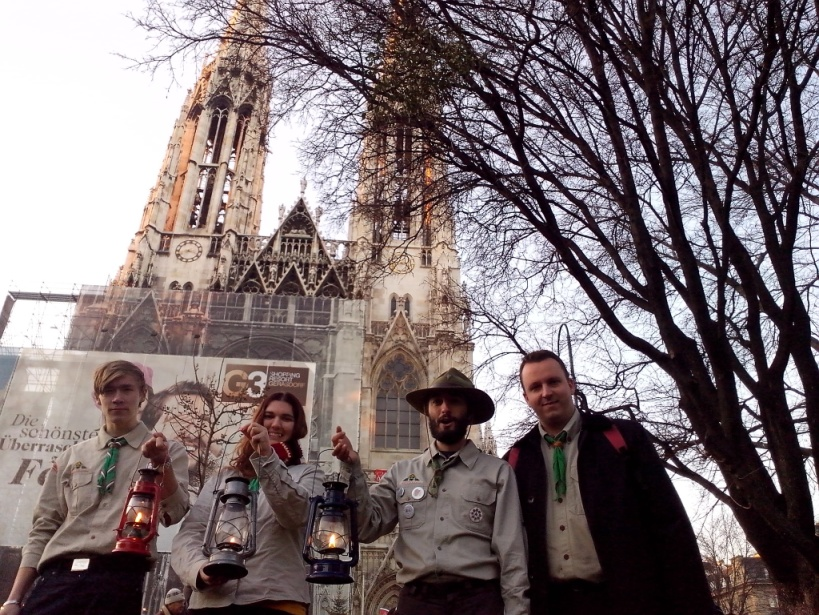 Die
schönste
Überras
F
G3
SHOPPING
RESORT
GERASDORF